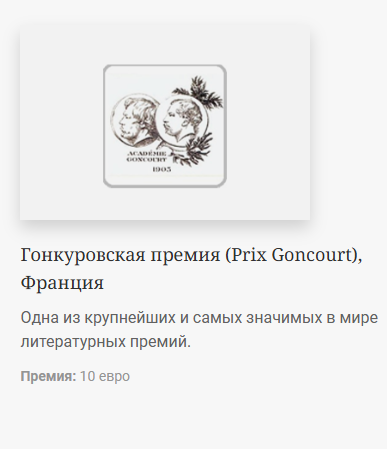 ACADÉMIE
GONCOURT
1903
Гонкуровская премия (Prix Goncourt),
Франция
Одна из крупнейших и самых значимых в мире
литературных премий.
Премия: 10 евро